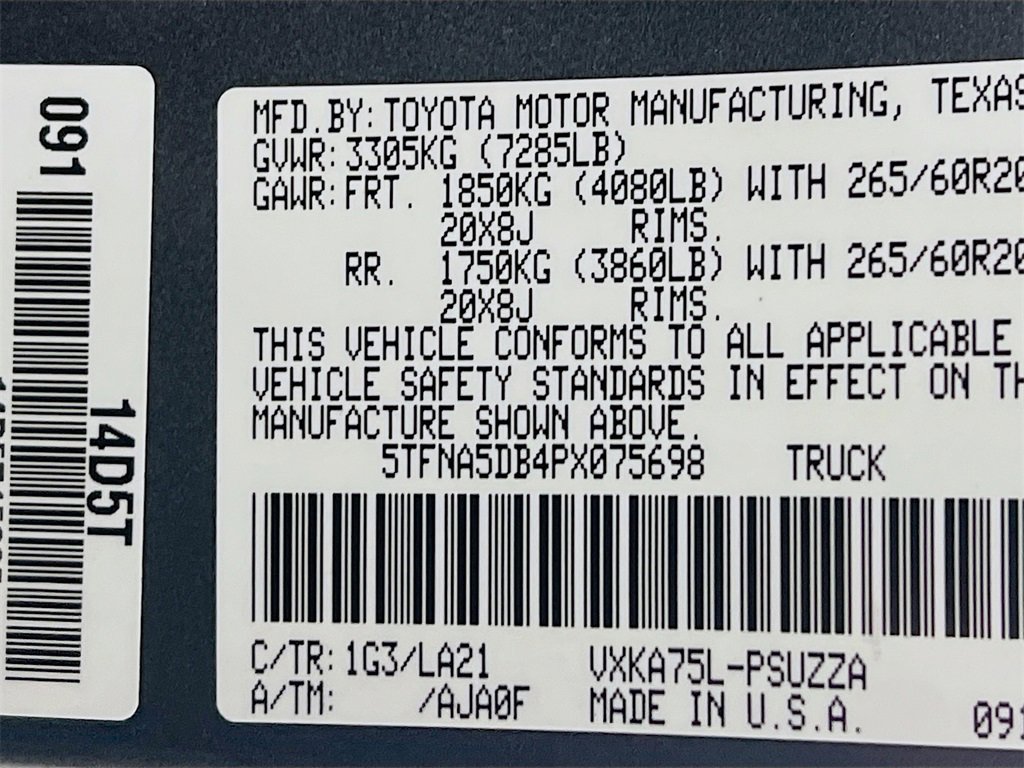 091
14D5T
MFD.BY:TOYOTA MOTOR MANUFACTURING, TEXAS
GVWR:3305KG (7285LB)
GAWR:FRT. 1850KG (4080LB) WITH 265/60R20
20X8J RIMS.
RR. 1750KG (3860LB) WITH 265/60R20
20X8J RIMS.
THIS VEHICLE CONFORMS TO ALL APPLICABLE
VEHICLE SAFETY STANDARDS IN EFFECT ON TH
MANUFACTURE SHOWN ABOVE.
5TFNA5DB4PX075698 TRUCK
C/TR:1G3/LA21 VXKA75L-PSUZZA
A/TM: /AJA0F MADE IN U.S.A. 091